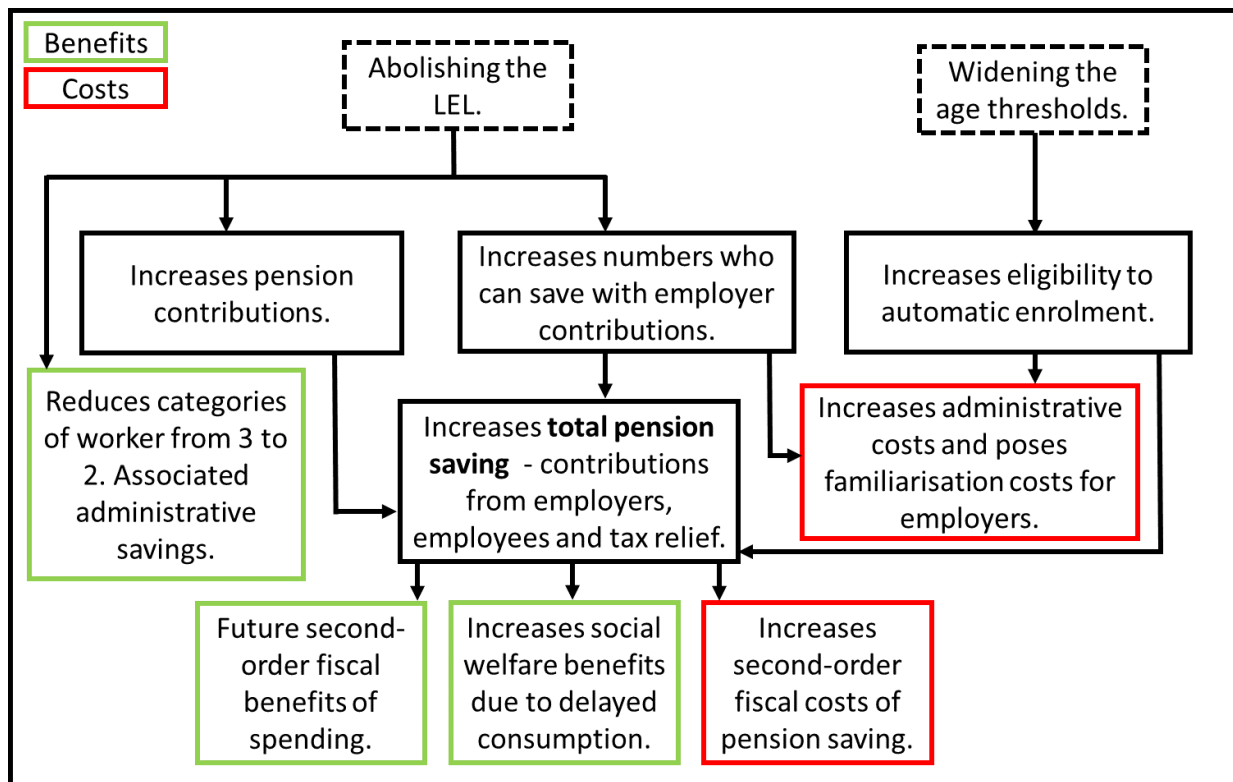 Benefits
Costs
Abolishing the
LEL.
Widening the
age thresholds.
Increases pension
contributions.
Increases numbers who
can save with employer
contributions.
Increases eligibility to
automatic enrolment.
Reduces categories
of worker from 3 to
2. Associated
administrative
savings.
Increases total pension
saving - contributions
from employers,
employees and tax relief.
Increases administrative
costs and poses
familiarisation costs for
employers.
Future second-
order fiscal
benefits of
spending.
Increases social
welfare benefits
due to delayed
consumption.
Increases
second-order
fiscal costs of
pension saving.